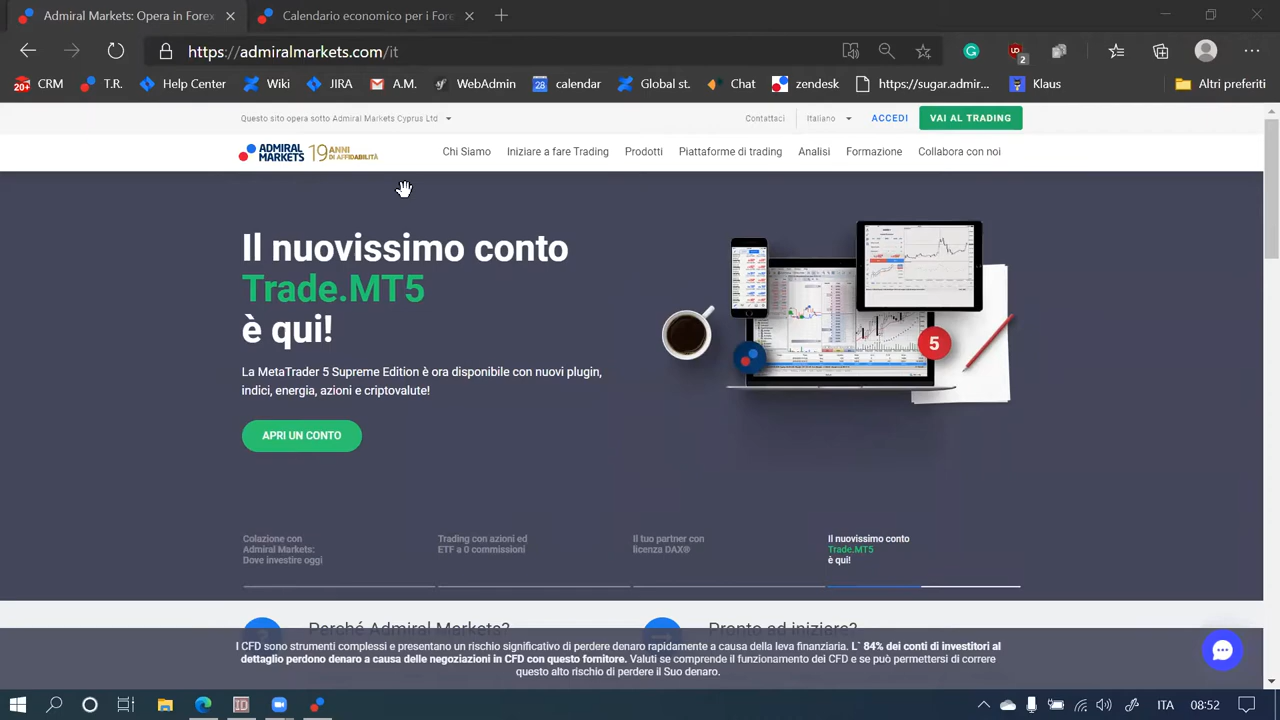 Admiral Markets: Opera in Forex
Calendario economico per i Forex
https://admiralmarkets.com/it
2
20+ CRM
T.R.
Help Center
Wiki
JIRA
A.M.
WebAdmin
28 calendar
Global st.
Chat
zendesk
https://sugar.admir...
Klaus
Altri preferiti
Questo sito opera sotto Admiral Markets Cyprus Ltd
Contattaci
Italiano
ACCEDI
VAI AL TRADING
ADMIRAL MARKETS
19 ANNI DI AFFIDABILITÀ
Chi Siamo
Iniziare a fare Trading
Prodotti
Piattaforme di trading
Analisi
Formazione
Collabora con noi
Il nuovissimo conto
Trade.MT5
è qui!
La MetaTrader 5 Supreme Edition è ora disponibile con nuovi plugin,
indici, energia, azioni e criptovalute!
APRI UN CONTO
5
Colazione con
Admiral Markets:
Dove investire oggi
Trading con azioni ed
ETF a 0 commissioni
Il tuo partner con
licenza DAX®
Il nuovissimo conto
Trade.MT5
è qui!
Perché Admiral Markets?
Pronto ad iniziare?
I CFD sono strumenti complessi e presentano un rischio significativo di perdere denaro rapidamente a causa della leva finanziaria. L` 84% dei conti di investitori al
dettaglio perdono denaro a causa delle negoziazioni in CFD con questo fornitore. Valuti se comprende il funzionamento dei CFD e se può permettersi di correre
questo alto rischio di perdere il Suo denaro.
ITA
08:52